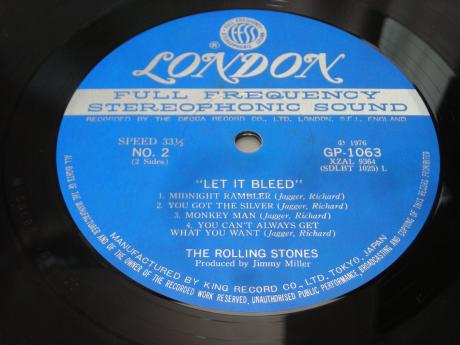 FULL FREQUENCY STEREOPHONIC SOUND
ffss
® LONDON
FULL FREQUENCY
STEREOPHONIC SOUND
RECORDED BY THE DECCA RECORD CO., LTD., LONDON, S.E.I., ENGLAND
SPEED 33⅓
NO. 2
(2 Sides)
℗ 1976
GP-1063
XZAL 9364
(SDLBT 1025) L
"LET IT BLEED"
1. MIDNIGHT RAMBLER (Jagger, Richard)
2. YOU GOT THE SILVER (Jagger, Richard)
3. MONKEY MAN (Jagger, Richard)
4. YOU CAN'T ALWAYS GET
WHAT YOU WANT (Jagger, Richard)
THE ROLLING STONES
Produced by Jimmy Miller
MANUFACTURED BY KING RECORD CO., LTD, TOKYO, JAPAN
ALL RIGHTS OF THE MANUFACTURER AND OF THE OWNER OF THE RECORDED WORK RESERVED, UNAUTHORISED PUBLIC PERFORMANCE, BROADCASTING AND COPYING OF THIS RECORD PROHIBITED